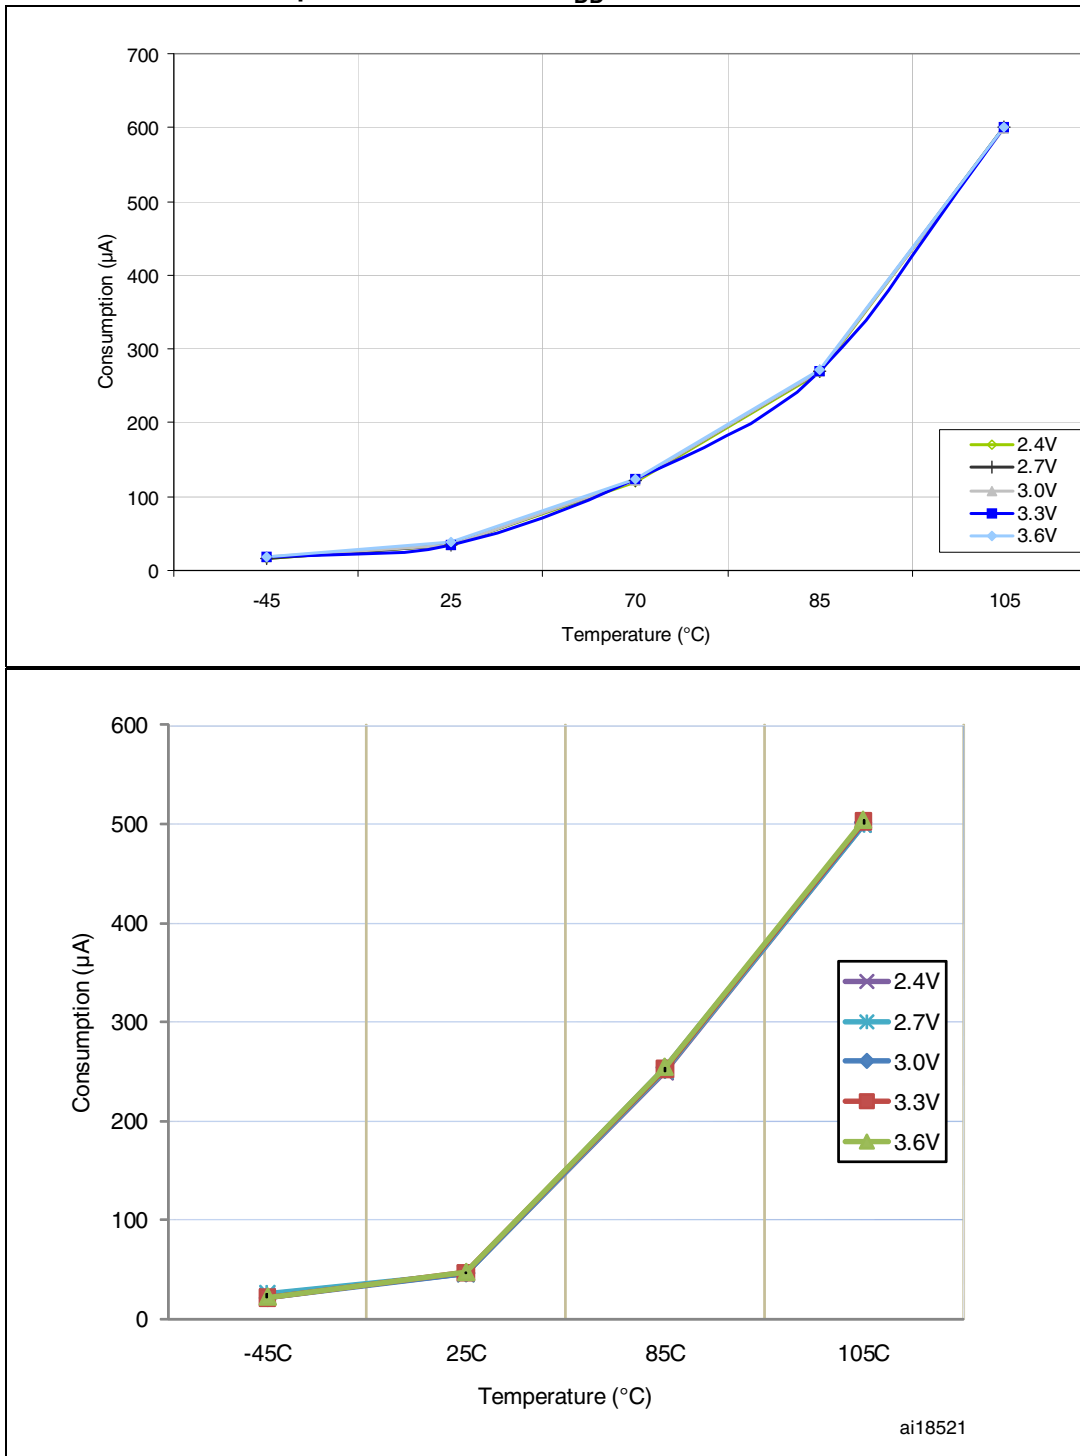 700
600
500
400
300
200
100
0
Consumption (µA)
-45 25 70 85 105
Temperature (°C)
2.4V
2.7V
3.0V
3.3V
3.6V
600
500
400
300
200
100
0
Consumption (µA)
-45C 25C 85C 105C
Temperature (°C)
2.4V
2.7V
3.0V
3.3V
3.6V
ai18521